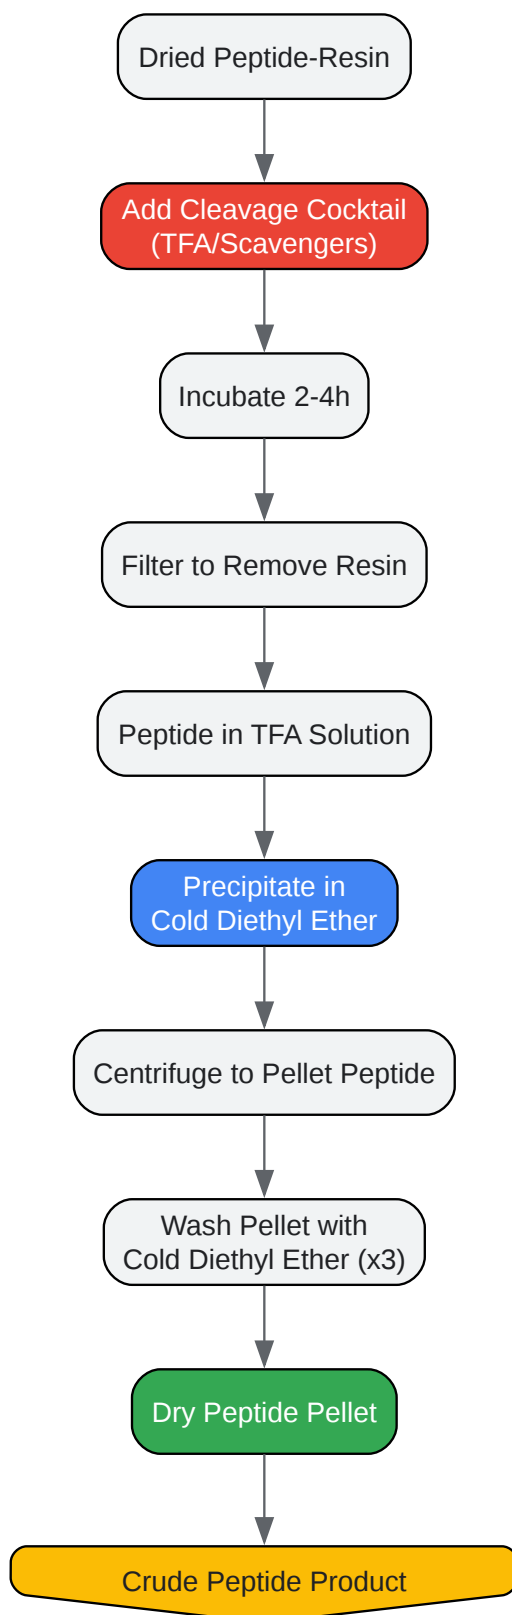 Dried Peptide-Resin
Add Cleavage Cocktail
(TFA/Scavengers)
Incubate 2-4h
Filter to Remove Resin
Peptide in TFA Solution
Precipitate in
Cold Diethyl Ether
Centrifuge to Pellet Peptide
Wash Pellet with
Cold Diethyl Ether (x3)
Dry Peptide Pellet
Crude Peptide Product